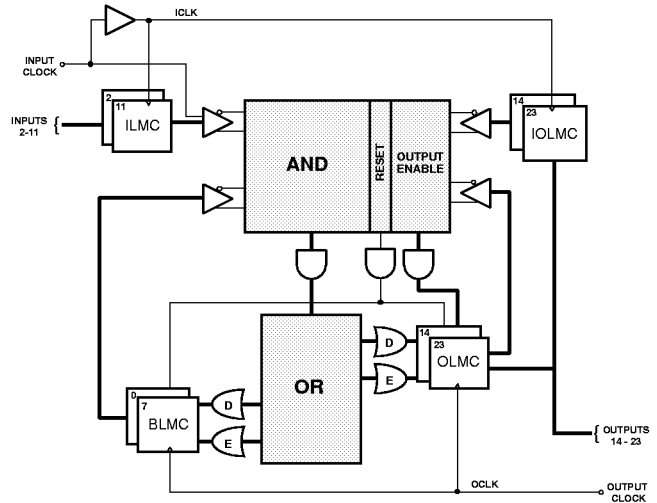 ICLK
INPUT
CLOCK
2
11
ILMC
INPUTS
2-11
AND
RESET
OUTPUT
ENABLE
14
23
IOLMC
OR
D
E
14
23
OLMC
0
7
BLMC
D
E
OUTPUTS
14 - 23
OCLK
OUTPUT
CLOCK